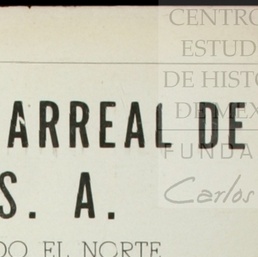 CENTRO
ESTUD
DE HISTO
DE MEX
FUNDA
Carlos
ARREAL DE
S. A.
DO EL NORTE